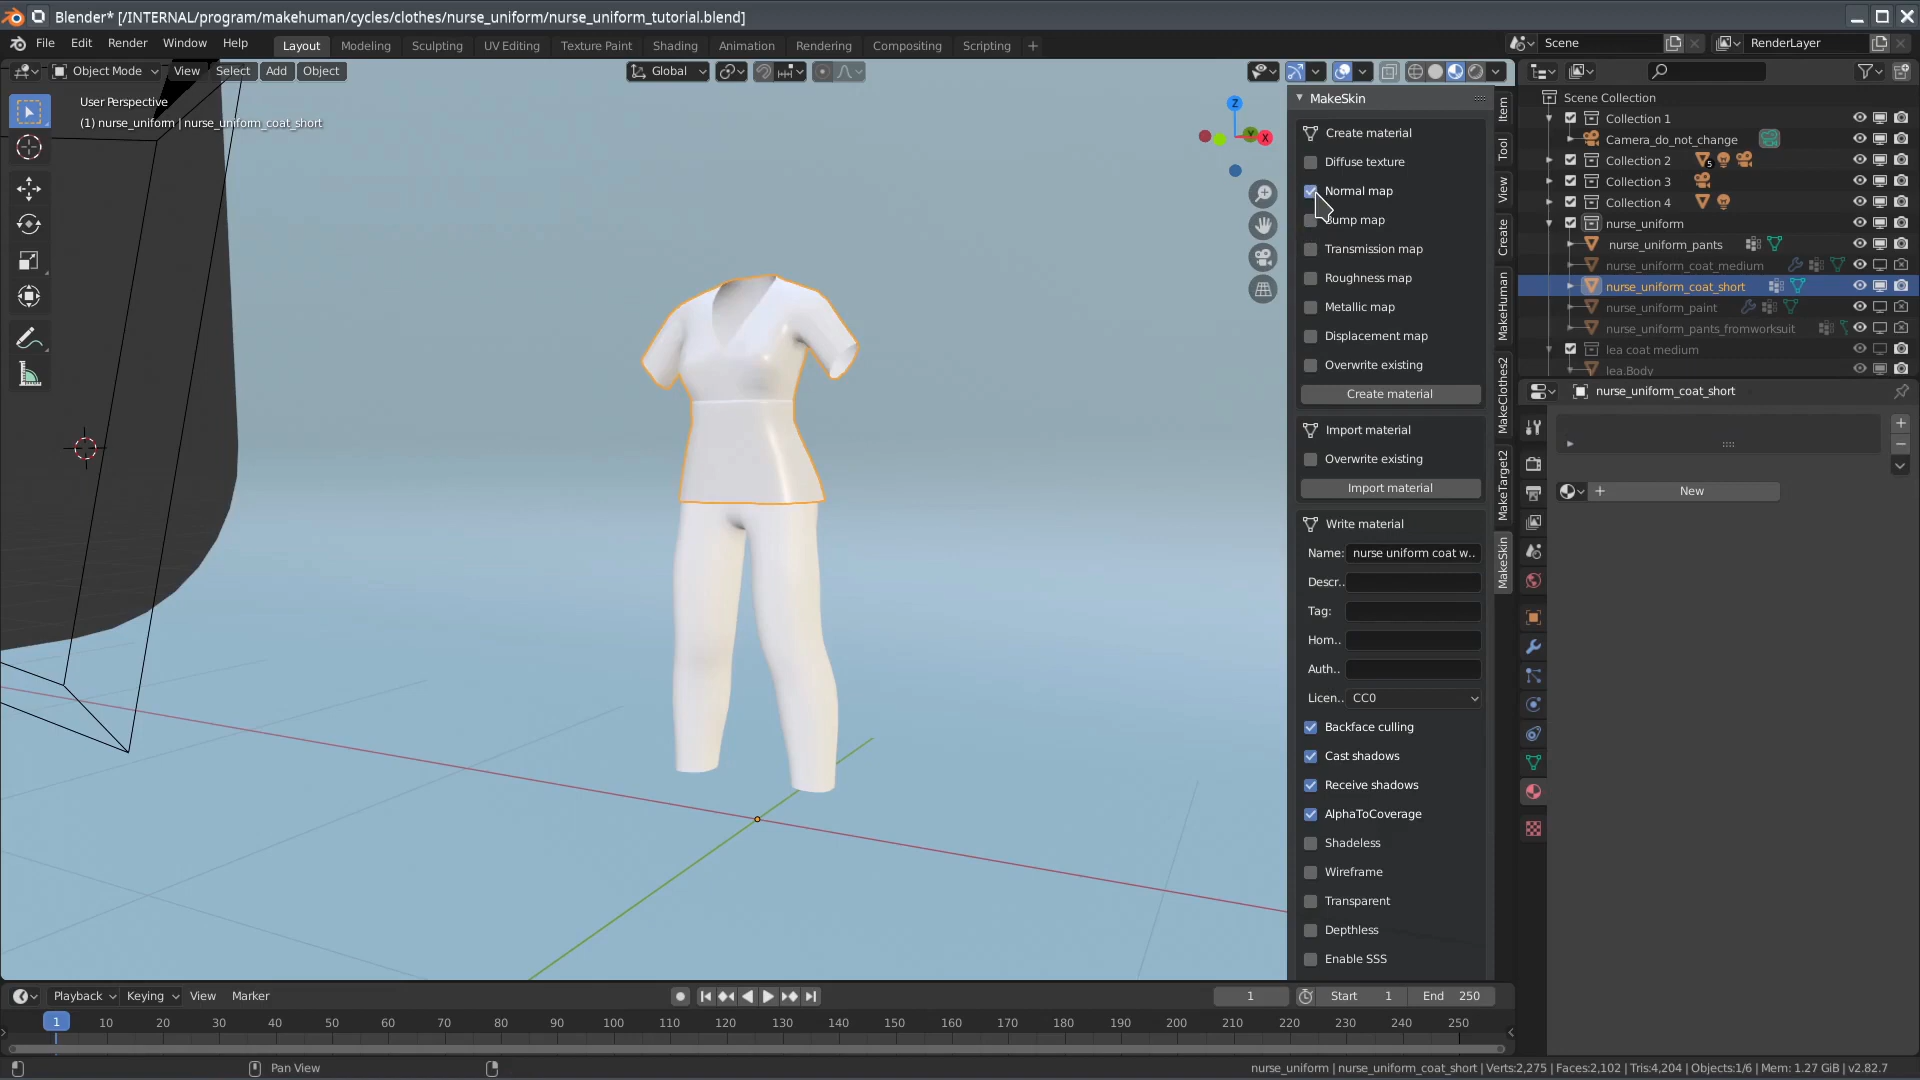 Blender* [/INTERNAL/program/makehuman/cycles/clothes/nurse_uniform/nurse_uniform_tutorial.blend]
File Edit Render Window Help Layout Modeling Sculpting UV Editing Texture Paint Shading Animation Rendering Compositing Scripting + Scene RenderLayer
Object Mode View Select Add Object Global
User Perspective
(1) nurse_uniform | nurse_uniform_coat_short
Z
Y
X
MakeSkin
Create material
Diffuse texture
Normal map
Bump map
Transmission map
Roughness map
Metallic map
Displacement map
Overwrite existing
Create material
Import material
Overwrite existing
Import material
Write material
Name: nurse uniform coat w..
Descr..
Tag:
Hom..
Auth..
Licen.. CC0
Backface culling
Cast shadows
Receive shadows
AlphaToCoverage
Shadeless
Wireframe
Transparent
Depthless
Enable SSS
Item
Tool
View
Create
MakeHuman
MakeClothes2
MakeTarget2
MakeSkin
Scene Collection
Collection 1
Camera_do_not_change
Collection 2 5
Collection 3
Collection 4
nurse_uniform
nurse_uniform_pants
nurse_uniform_coat_medium
nurse_uniform_coat_short
nurse_uniform_paint
nurse_uniform_pants_fromworksuit
lea coat medium
lea.Body
nurse_uniform_coat_short
New
Playback Keying View Marker 1 Start 1 End 250
1 10 20 30 40 50 60 70 80 90 100 110 120 130 140 150 160 170 180 190 200 210 220 230 240 250
Pan View
nurse_uniform | nurse_uniform_coat_short | Verts:2,275 | Faces:2,102 | Tris:4,204 | Objects:1/6 | Mem: 1.27 GiB | v2.82.7